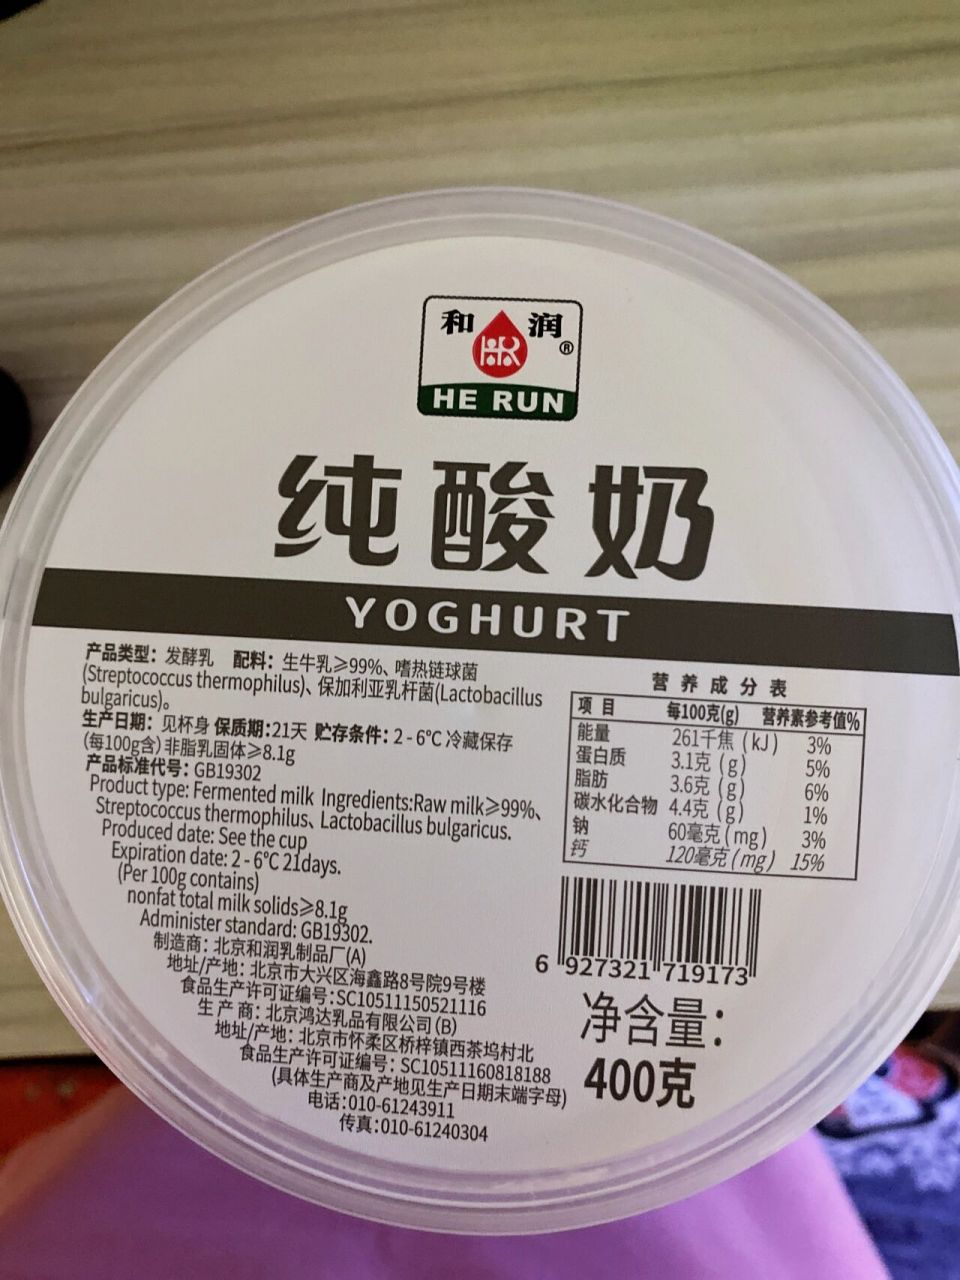 和润®
HE RUN
纯酸奶
YOGHURT
产品类型：发酵乳 配料：生牛乳≥99%、嗜热链球菌
(Streptococcus thermophilus)、保加利亚乳杆菌(Lactobacillus
bulgaricus)。
生产日期：见杯身 保质期:21天 贮存条件：2-6°C 冷藏保存
(每100g含) 非脂乳固体≥8.1g
产品标准代号：GB19302
Product type: Fermented milk Ingredients:Raw milk≥99%、
Streptococcus thermophilus、Lactobacillus bulgaricus.
Produced date: See the cup
Expiration date: 2-6°C 21days.
(Per 100g contains)
nonfat total milk solids≥8.1g
Administer standard: GB19302.
制造商：北京和润乳制品厂(A)
地址/产地：北京市大兴区海鑫路8号院9号楼
食品生产许可证编号：SC10511150521116
生产商：北京鸿达乳品有限公司(B)
地址/产地：北京市怀柔区桥梓镇西茶坞村北
食品生产许可证编号：SC10511160818188
(具体生产商及产地见生产日期末端字母)
电话:010-61243911
传真:010-61240304
营养成分表
项目 每100克(g) 营养素参考值%
能量 261千焦 (kJ) 3%
蛋白质 3.1克 (g) 5%
脂肪 3.6克 (g) 6%
碳水化合物 4.4克 (g) 1%
钠 60毫克(mg) 3%
钙 120毫克(mg) 15%
6 927321 719173
净含量：
400克